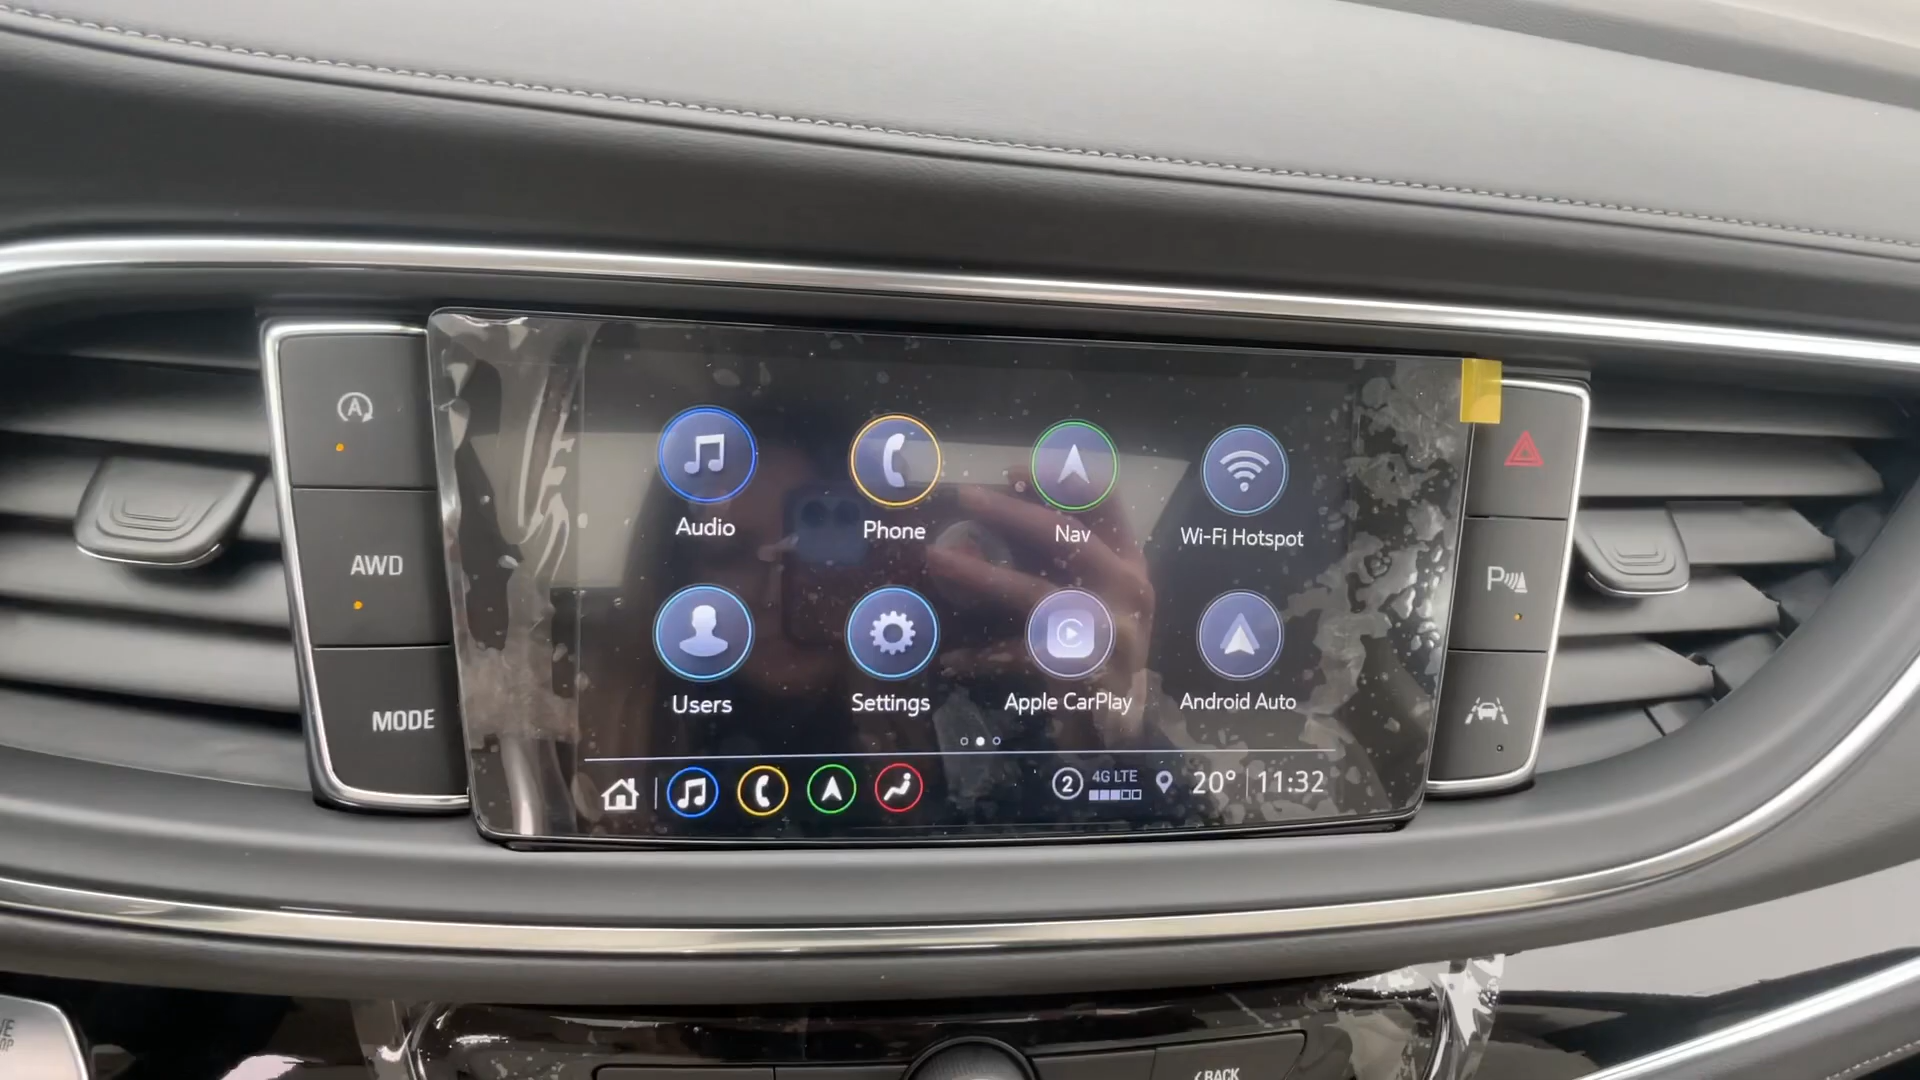 A
AWD
MODE
Audio
Phone
Nav
Wi-Fi Hotspot
Users
Settings
Apple CarPlay
Android Auto
2
4G LTE
20°
11:32
P
BACK